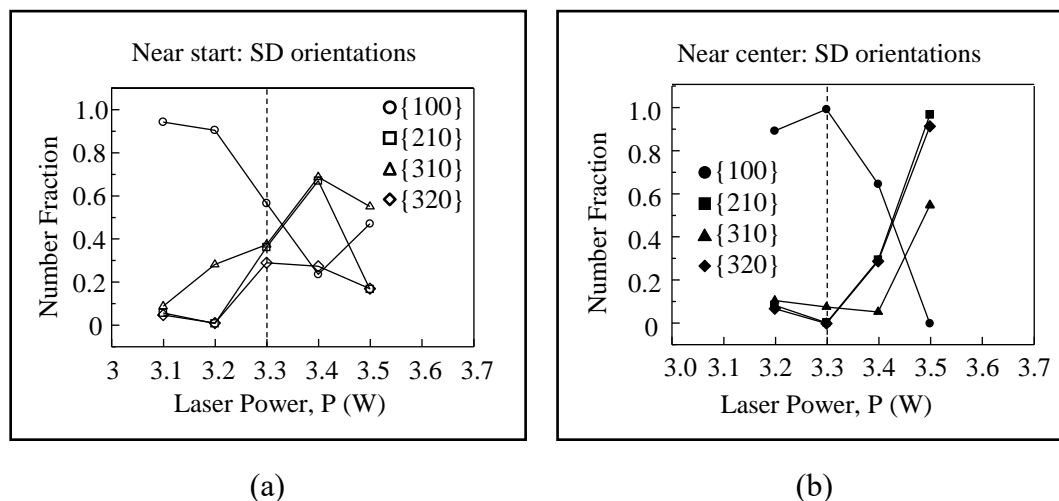 Near start: SD orientations
1.0
0.8
0.6
0.4
0.2
0
Number Fraction
{100}
{210}
{310}
{320}
3 3.1 3.2 3.3 3.4 3.5 3.6 3.7
Laser Power, P (W)
(a)
Near center: SD orientations
1.0
0.8
0.6
0.4
0.2
0
Number Fraction
{100}
{210}
{310}
{320}
3.0 3.1 3.2 3.3 3.4 3.5 3.6 3.7
Laser Power, P (W)
(b)